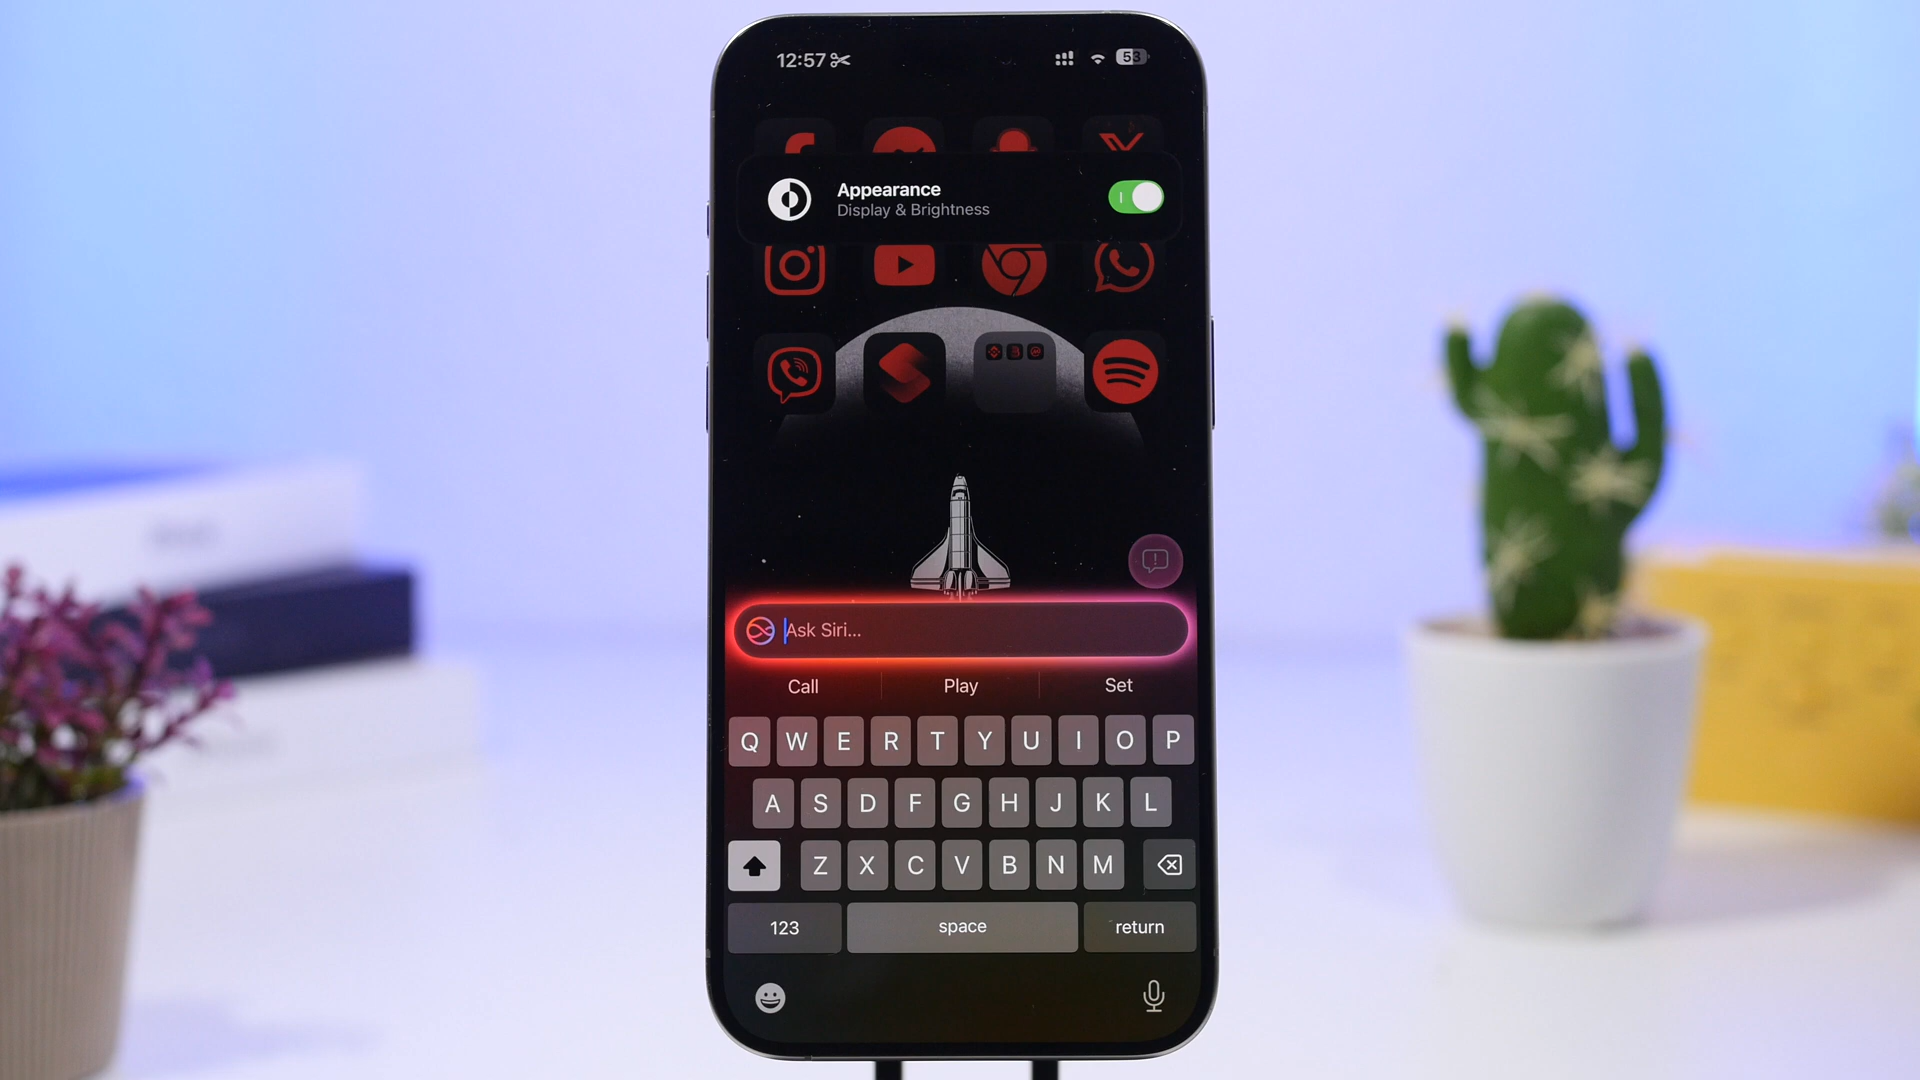 12:57
53
Appearance
Display & Brightness
Ask Siri...
Call Play Set
Q W E R T Y U I O P
A S D F G H J K L
Z X C V B N M
123 space return